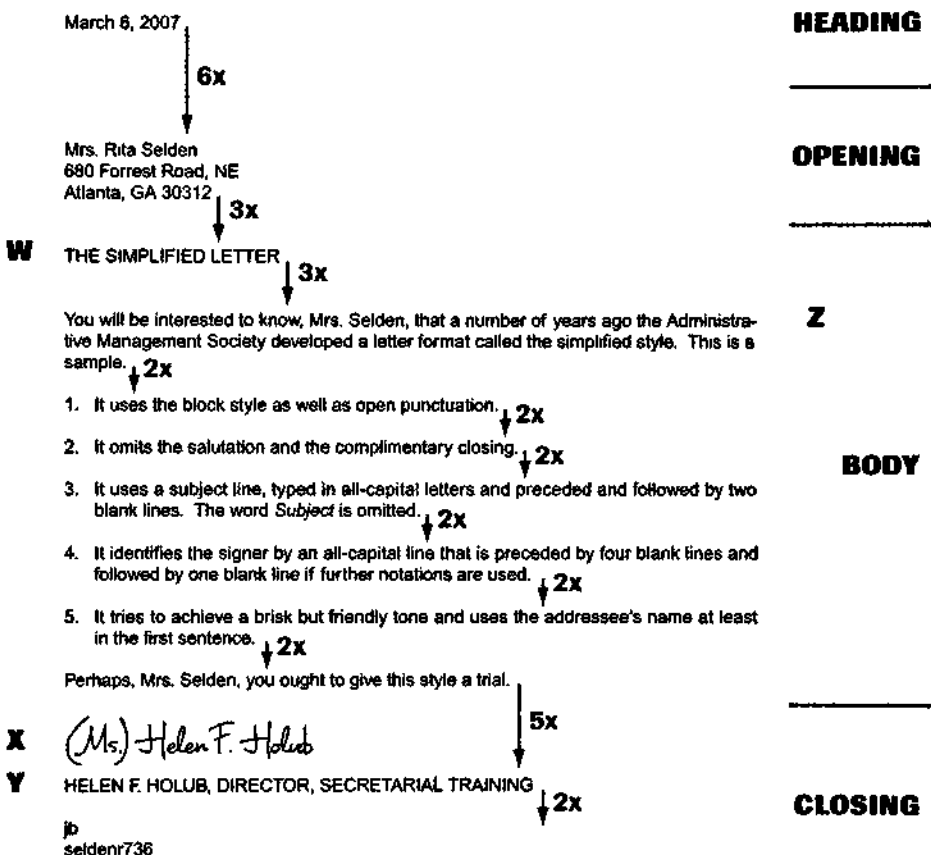 March 6, 2007
HEADING
6x
Mrs. Rita Selden
680 Forrest Road, NE
Atlanta, GA 30312
OPENING
3x
W THE SIMPLIFIED LETTER
3x
You will be interested to know, Mrs. Selden, that a number of years ago the Administra-
tive Management Society developed a letter format called the simplified style. This is a
sample.
Z
2x
1. It uses the block style as well as open punctuation.
2x
2. It omits the salutation and the complimentary closing.
2x
BODY
3. It uses a subject line, typed in all-capital letters and preceded and followed by two
blank lines. The word Subject is omitted.
2x
4. It identifies the signer by an all-capital line that is preceded by four blank lines and
followed by one blank line if further notations are used.
2x
5. It tries to achieve a brisk but friendly tone and uses the addressee's name at least
in the first sentence.
2x
Perhaps, Mrs. Selden, you ought to give this style a trial.
5x
X (Ms.) Helen F. Holub
Y HELEN F. HOLUB, DIRECTOR, SECRETARIAL TRAINING
2x
CLOSING
jb
seldenr736